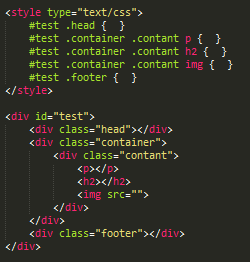 <style type="text/css">
    #test .head {  }
    #test .container .contant p {  }
    #test .container .contant h2 {  }
    #test .container .contant img {  }
    #test .footer {  }
</style>

<div id="test">
    <div class="head"></div>
    <div class="container">
        <div class="contant">
            <p></p>
            <h2></h2>
            <img src="">
        </div>
    </div>
    <div class="footer"></div>
</div>